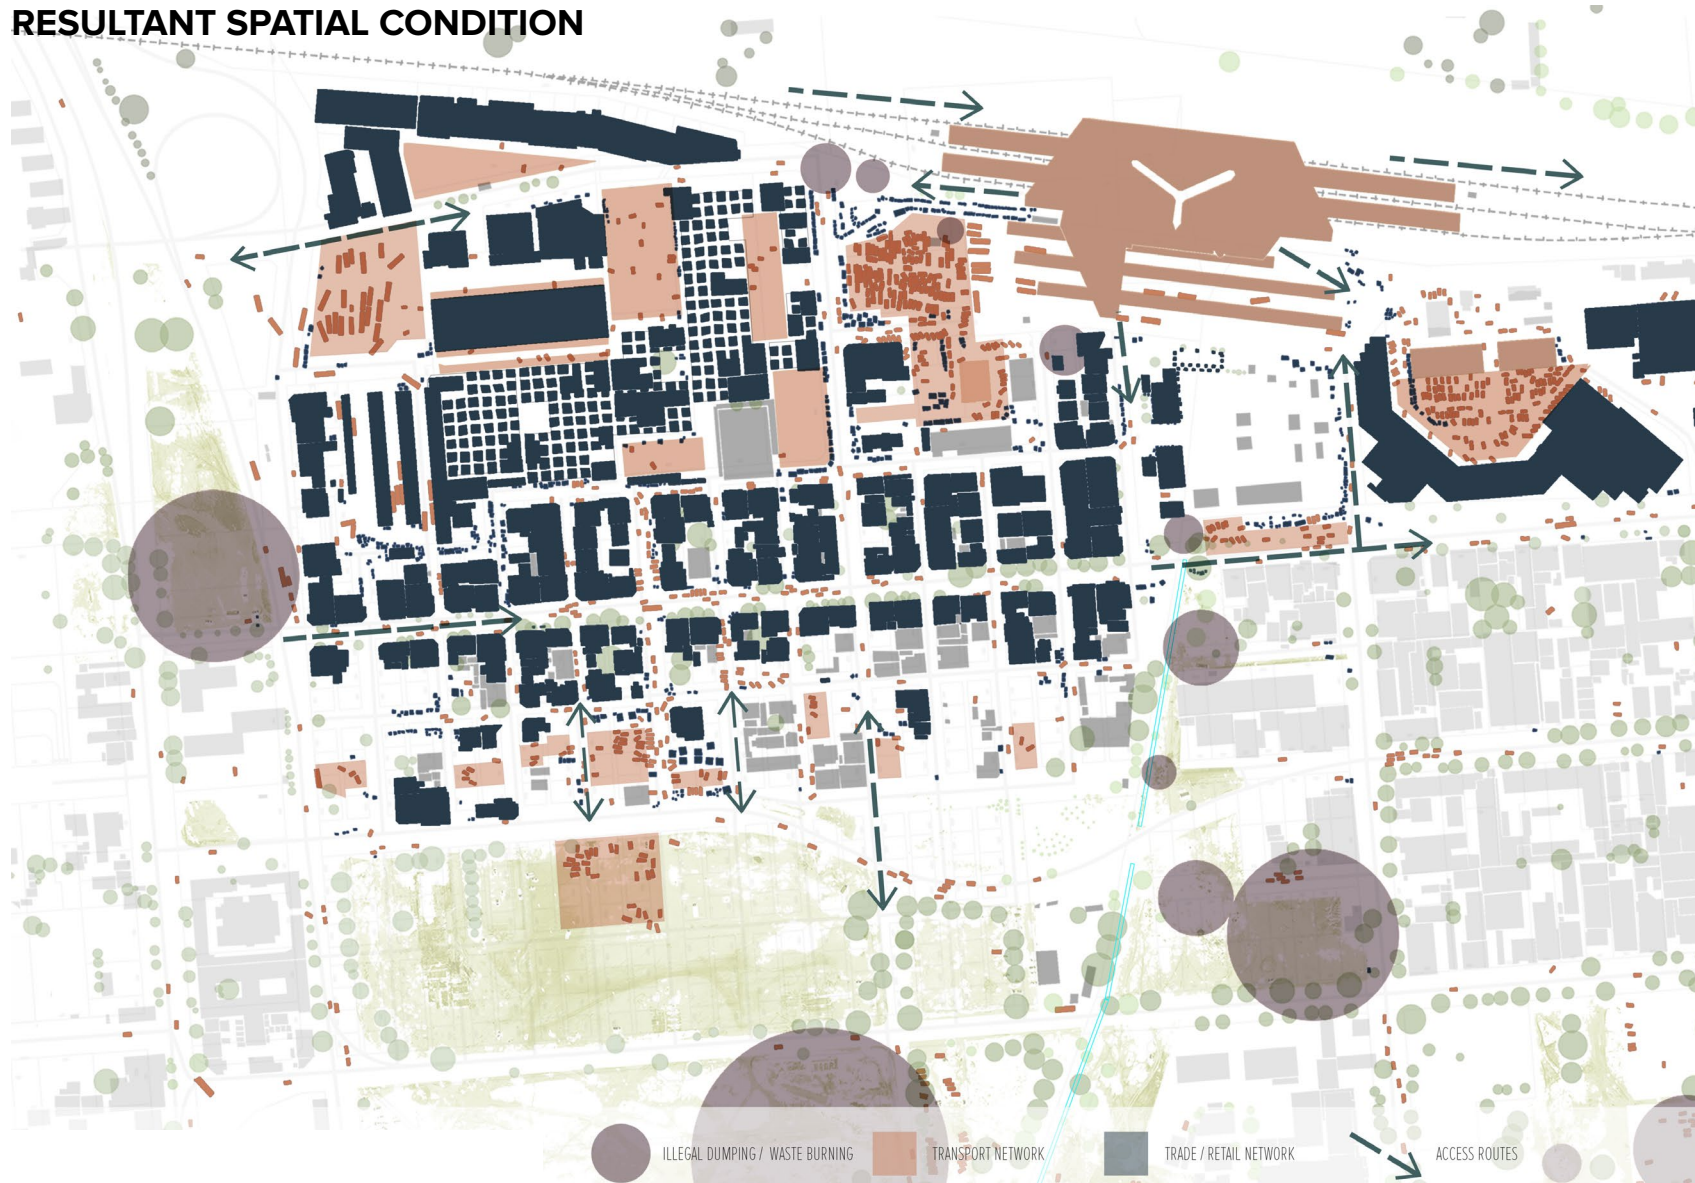 RESULTANT SPATIAL CONDITION
ILLEGAL DUMPING / WASTE BURNING
TRANSPORT NETWORK
TRADE / RETAIL NETWORK
ACCESS ROUTES